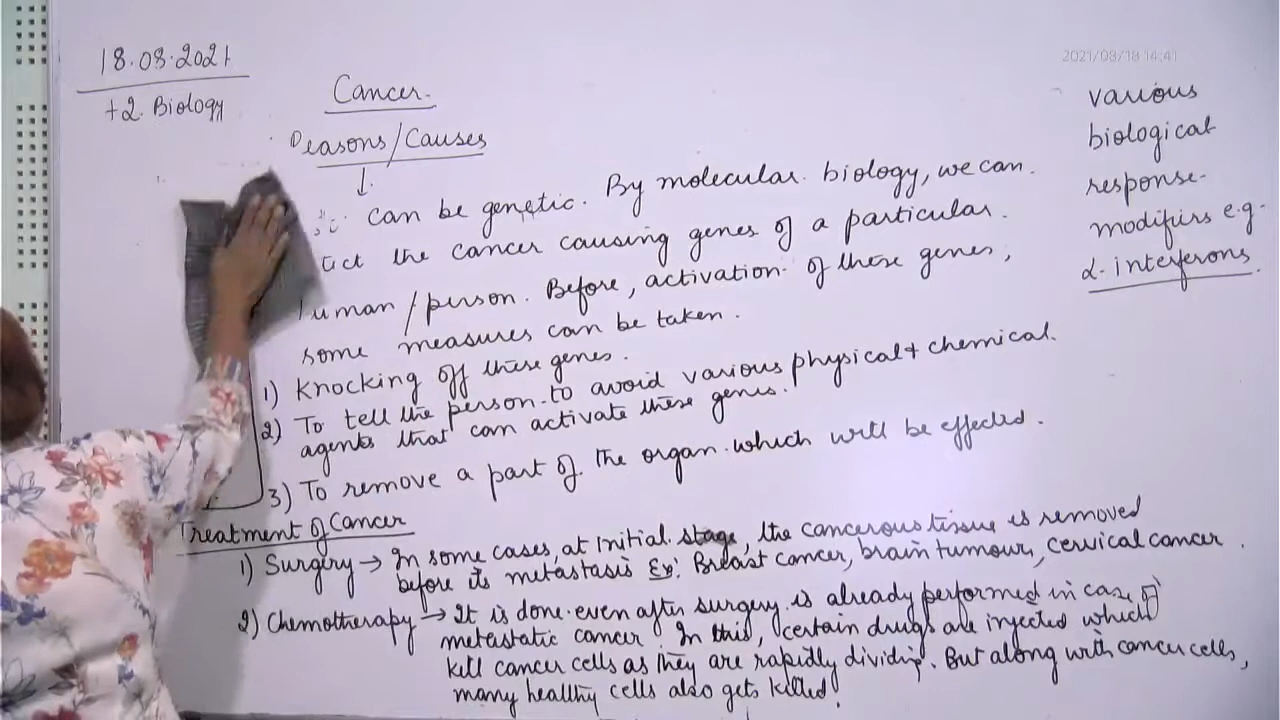 18.08.2021
+2. Biology
2021/08/18 14:41
Cancer.
Reasons/Causes
can be genetic. By molecular biology, we can.
the cancer causing genes of a particular.
human/person. Before, activation of these genes,
some measures can be taken.
1) Knocking off these genes.
2) To tell the person to avoid various physical + chemical.
agents that can activate these genes.
3) To remove a part of the organ which will be effected.
Treatment of Cancer
1) Surgery → In some cases, at Initial stage, the cancerous tissue is removed
before its metastasis Ex: Breast cancer, brain tumour, cervical cancer.
2) Chemotherapy → It is done even after surgery is already performed in case of
metastatic cancer. In this, certain drugs are injected which
kill cancer cells as they are rapidly dividing. But along with cancer cells,
many healthy cells also gets killed.
various
biological
response
modifirs e.g.
α-interferons.